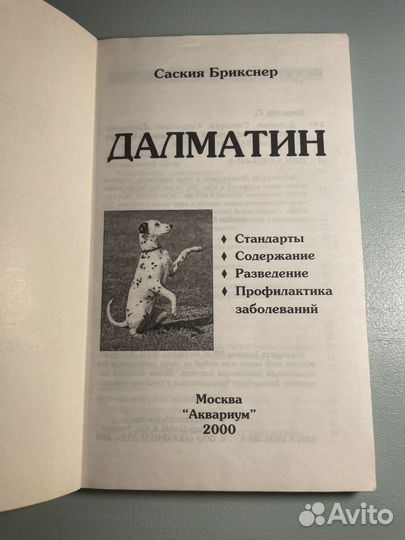 Саския Брикснер
ДАЛМАТИН
♦ Стандарты
♦ Содержание
♦ Разведение
♦ Профилактика
заболеваний
Москва
"Аквариум"
2000
Avito